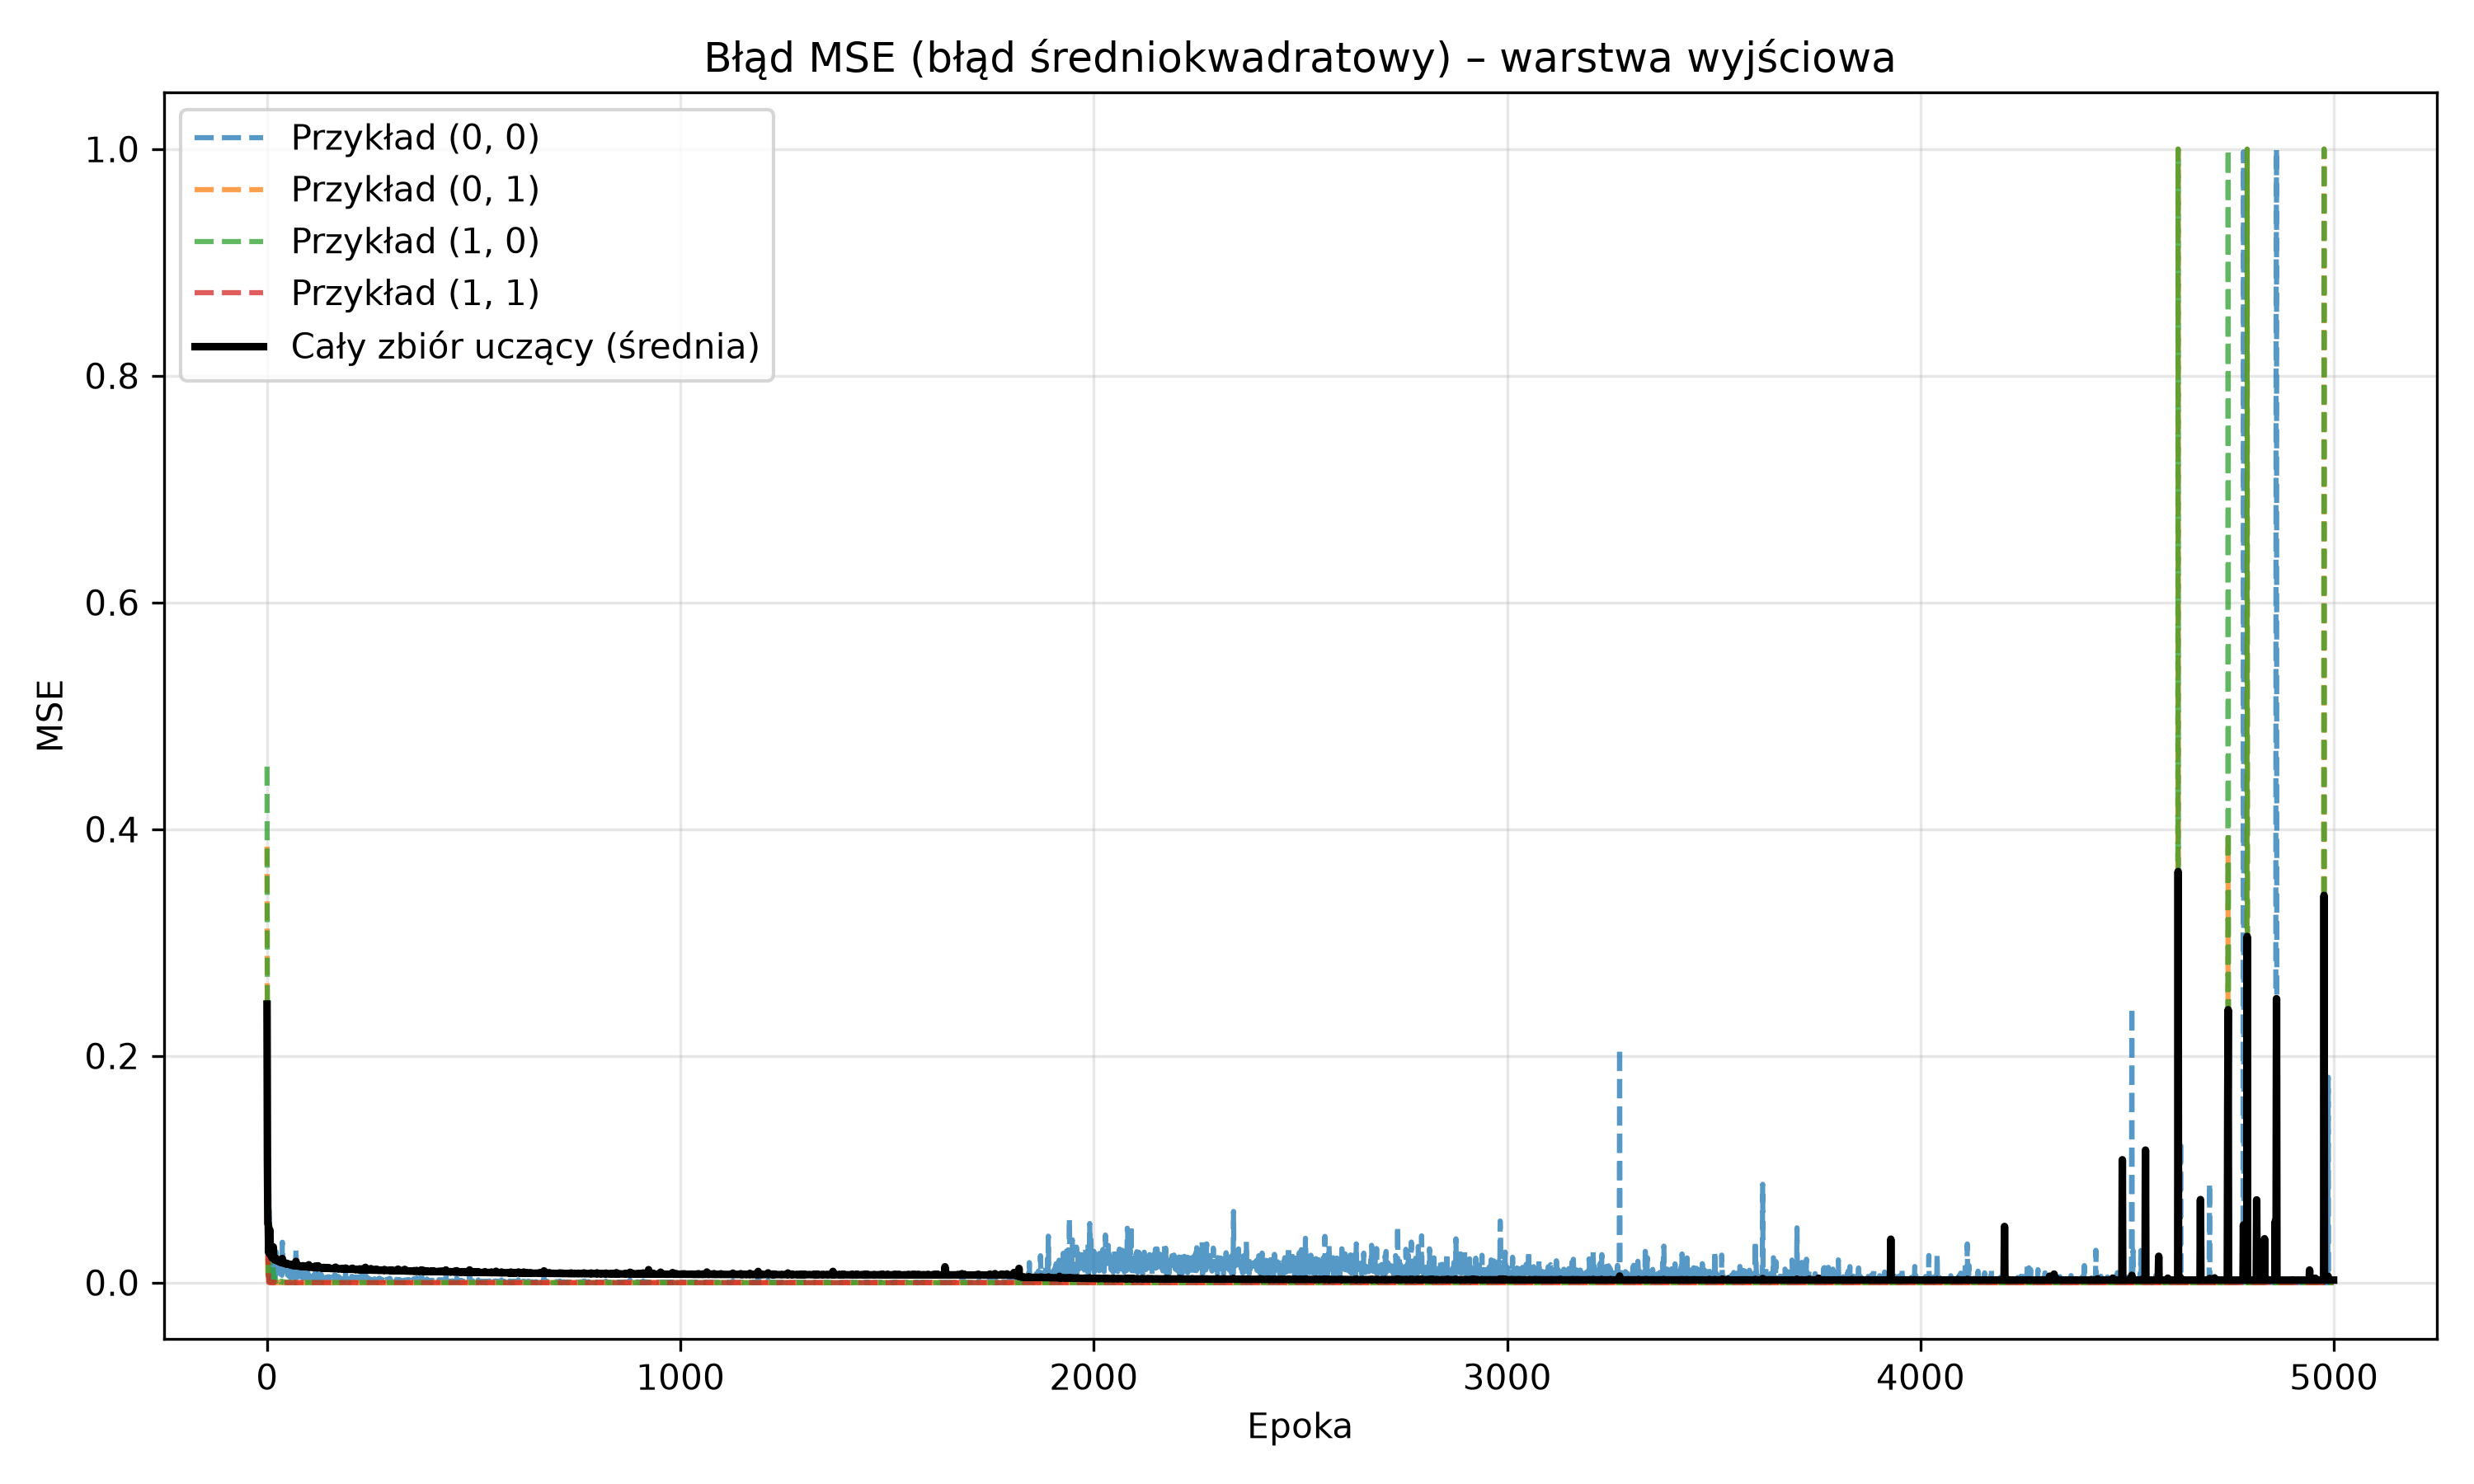 Błąd MSE (błąd średniokwadratowy) – warstwa wyjściowa
Przykład (0, 0)
Przykład (0, 1)
Przykład (1, 0)
Przykład (1, 1)
Cały zbiór uczący (średnia)
1.0
0.8
0.6
0.4
0.2
0.0
MSE
0 1000 2000 3000 4000 5000
Epoka